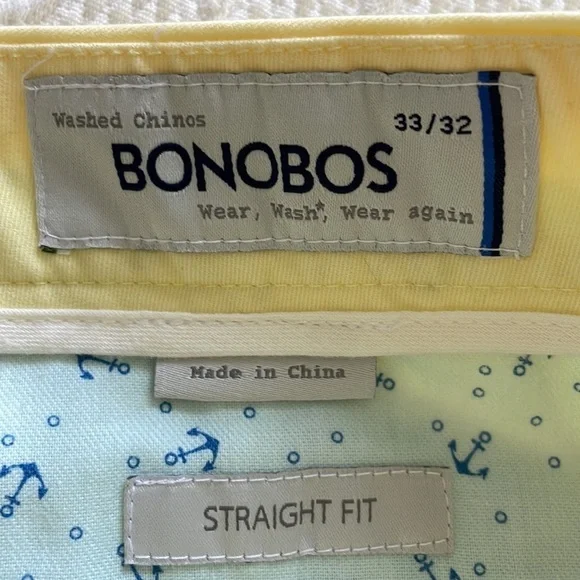 Washed Chinos 33/32
BONOBOS
Wear, Wash*, Wear again
Made in China
STRAIGHT FIT